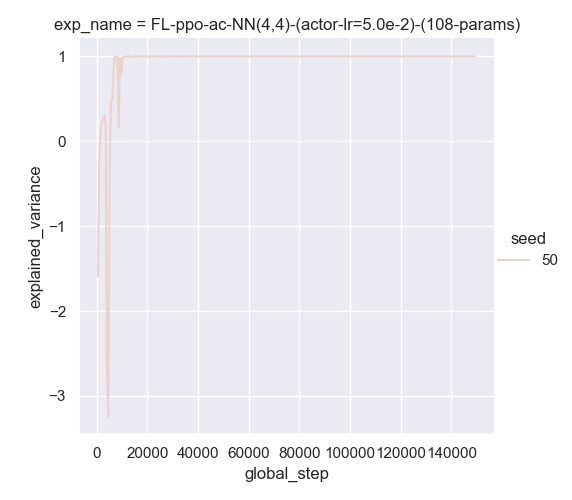 exp_name = FL-ppo-ac-NN(4,4)-(actor-lr=5.0e-2)-(108-params)
1
0
−1
−2
−3
explained_variance
seed
50
0 20000 40000 60000 80000 100000 120000 140000
global_step